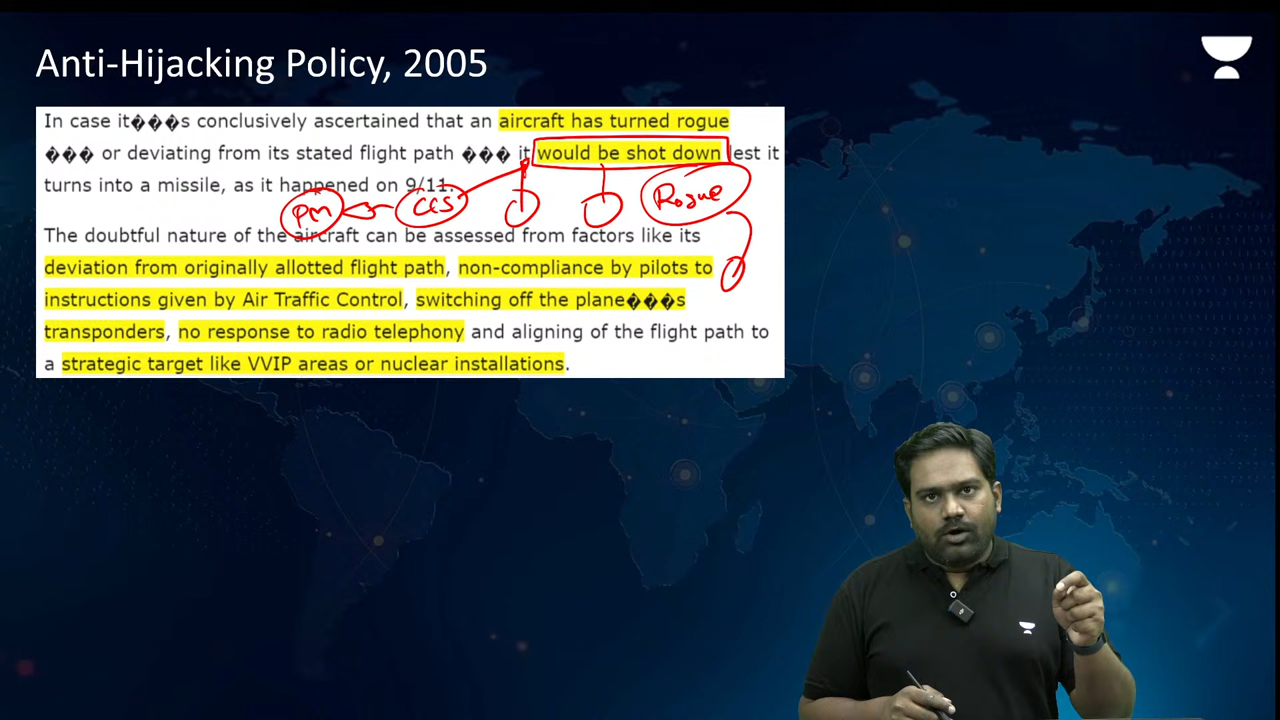 Anti-Hijacking Policy, 2005
In case it���s conclusively ascertained that an aircraft has turned rogue
��� or deviating from its stated flight path ��� it would be shot down lest it
turns into a missile, as it happened on 9/11.
PM CCS Rogue
The doubtful nature of the aircraft can be assessed from factors like its
deviation from originally allotted flight path, non-compliance by pilots to
instructions given by Air Traffic Control, switching off the plane���s
transponders, no response to radio telephony and aligning of the flight path to
a strategic target like VVIP areas or nuclear installations.